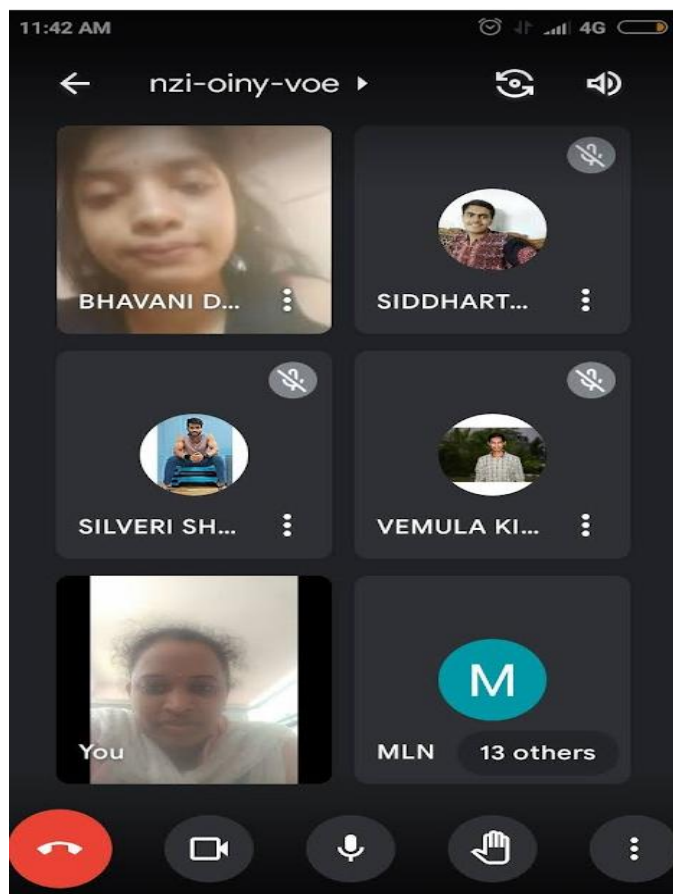 11:42 AM 4G
nzi-oiny-voe
BHAVANI D... SIDDHART...
SILVERI SH... VEMULA KI...
M
You MLN 13 others